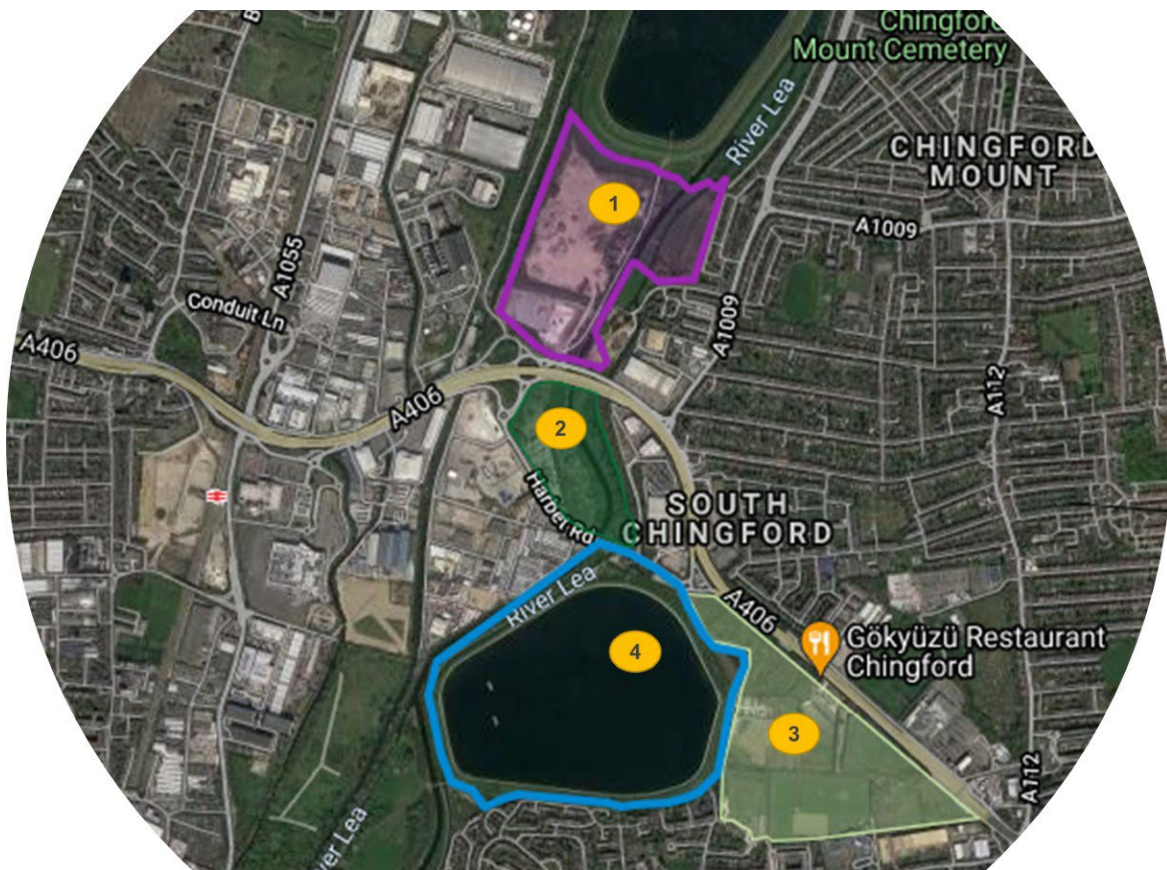 Chingford
Mount Cemetery
River Lea
CHINGFORD
MOUNT
1
A1009
A1055
Conduit Ln
A1009
A406
A406
A112
2
Harbet Rd
SOUTH
CHINGFORD
River Lea
A406
4
Gökyüzü Restaurant
Chingford
3
A112
ver Lea